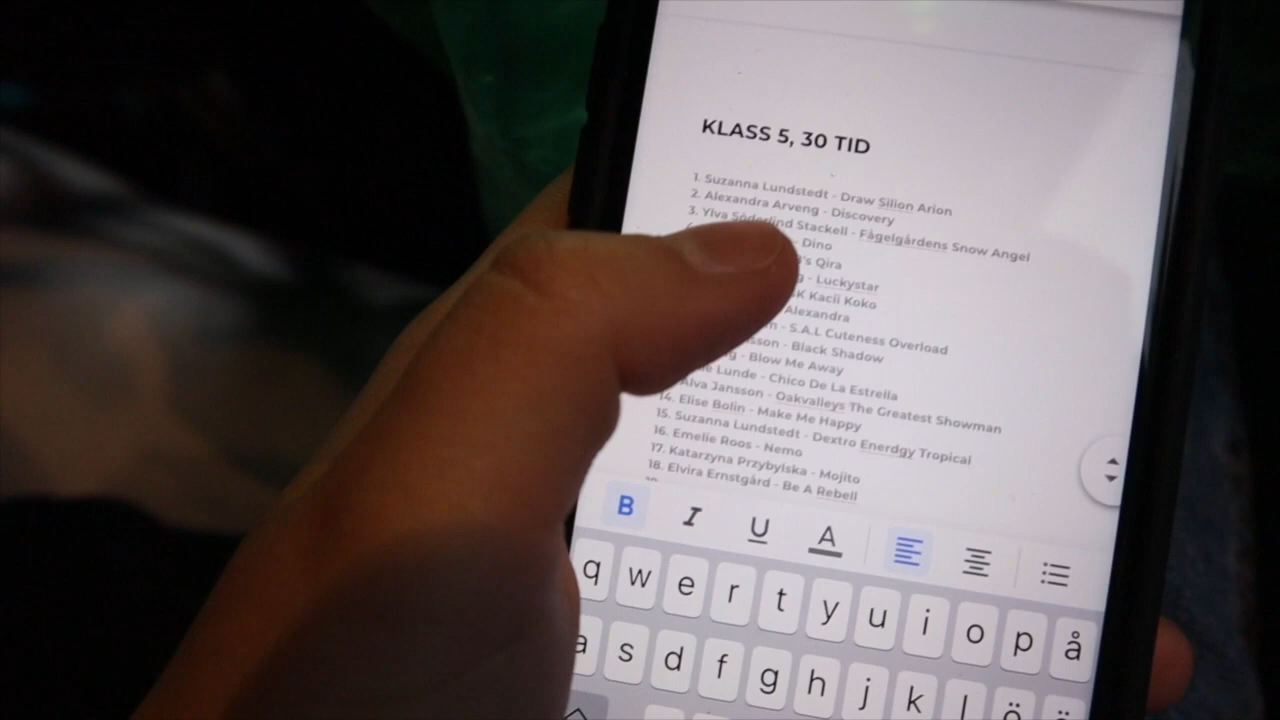 KLASS 5, 30 TID
1. Suzanna Lundstedt - Draw Silion Arion
2. Alexandra Arveng - Discovery
3. Ylva Söderlind Stackell - Fågelgårdens Snow Angel
- Dino
's Qira
- Luckystar
Kacii Koko
Alexandra
- S.A.L Cuteness Overload
- Black Shadow
- Blow Me Away
Lunde - Chico De La Estrella
Alva Jansson - Oakvalleys The Greatest Showman
14. Elise Bolin - Make Me Happy
15. Suzanna Lundstedt - Dextro Enerdgy Tropical
16. Emelie Roos - Nemo
17. Katarzyna Przybylska - Mojito
18. Elvira Ernstgård - Be A Rebell
B I U A
q w e r t y u i o p å
a s d f g h j k l ö